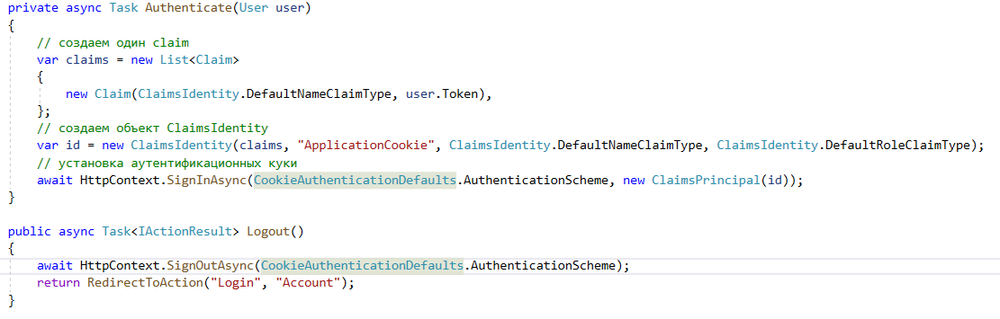 private async Task Authenticate(User user)
{
    // создаем один claim
    var claims = new List<Claim>
    {
        new Claim(ClaimsIdentity.DefaultNameClaimType, user.Token),
    };
    // создаем объект ClaimsIdentity
    var id = new ClaimsIdentity(claims, "ApplicationCookie", ClaimsIdentity.DefaultNameClaimType, ClaimsIdentity.DefaultRoleClaimType);
    // установка аутентификационных куки
    await HttpContext.SignInAsync(CookieAuthenticationDefaults.AuthenticationScheme, new ClaimsPrincipal(id));
}

public async Task<IActionResult> Logout()
{
    await HttpContext.SignOutAsync(CookieAuthenticationDefaults.AuthenticationScheme);
    return RedirectToAction("Login", "Account");
}